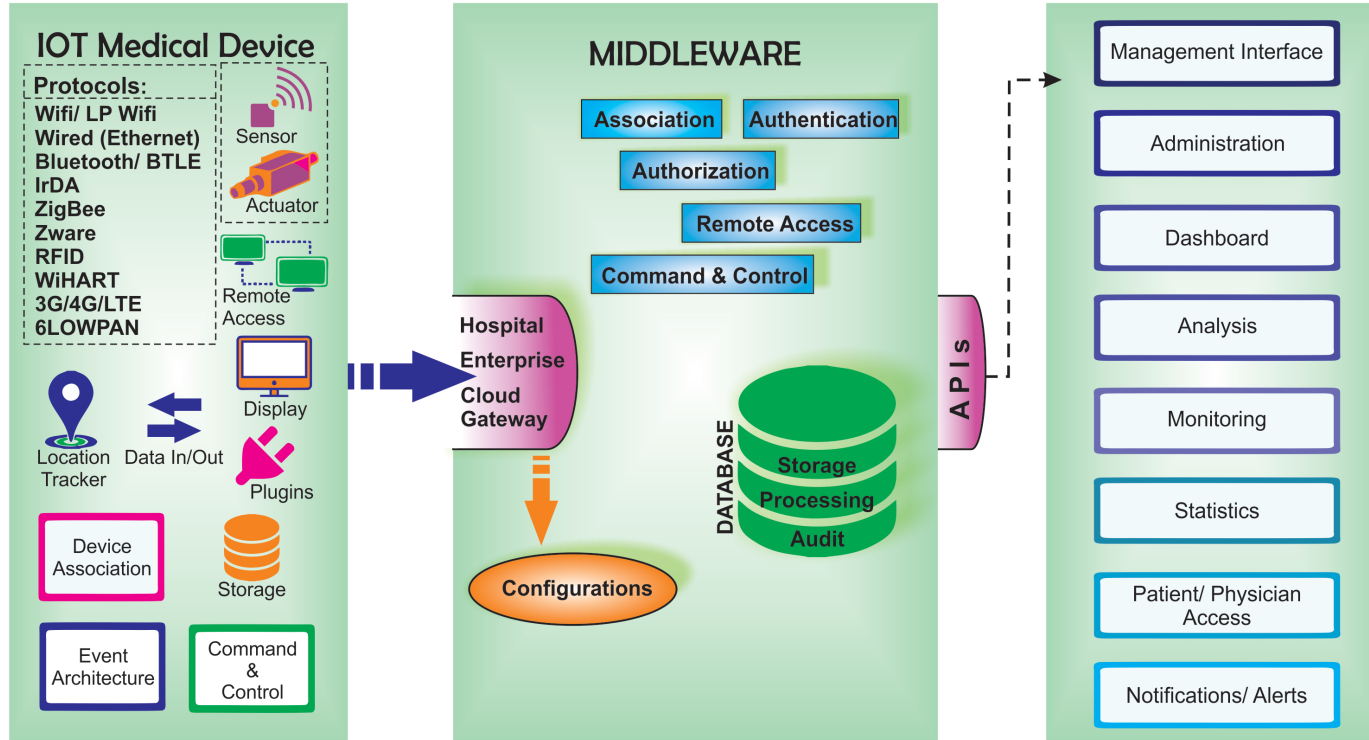 IOT Medical Device
Protocols:
Wifi/ LP Wifi
Wired (Ethernet)
Bluetooth/ BTLE
IrDA
ZigBee
Zware
RFID
WiHART
3G/4G/LTE
6LOWPAN
Sensor
Actuator
Remote
Access
Display
Location
Tracker
Data In/Out
Plugins
Device
Association
Storage
Event
Architecture
Command
&
Control
MIDDLEWARE
Association
Authentication
Authorization
Remote Access
Command & Control
Hospital
Enterprise
Cloud
Gateway
Configurations
DATABASE
Storage
Processing
Audit
APIs
Management Interface
Administration
Dashboard
Analysis
Monitoring
Statistics
Patient/ Physician
Access
Notifications/ Alerts